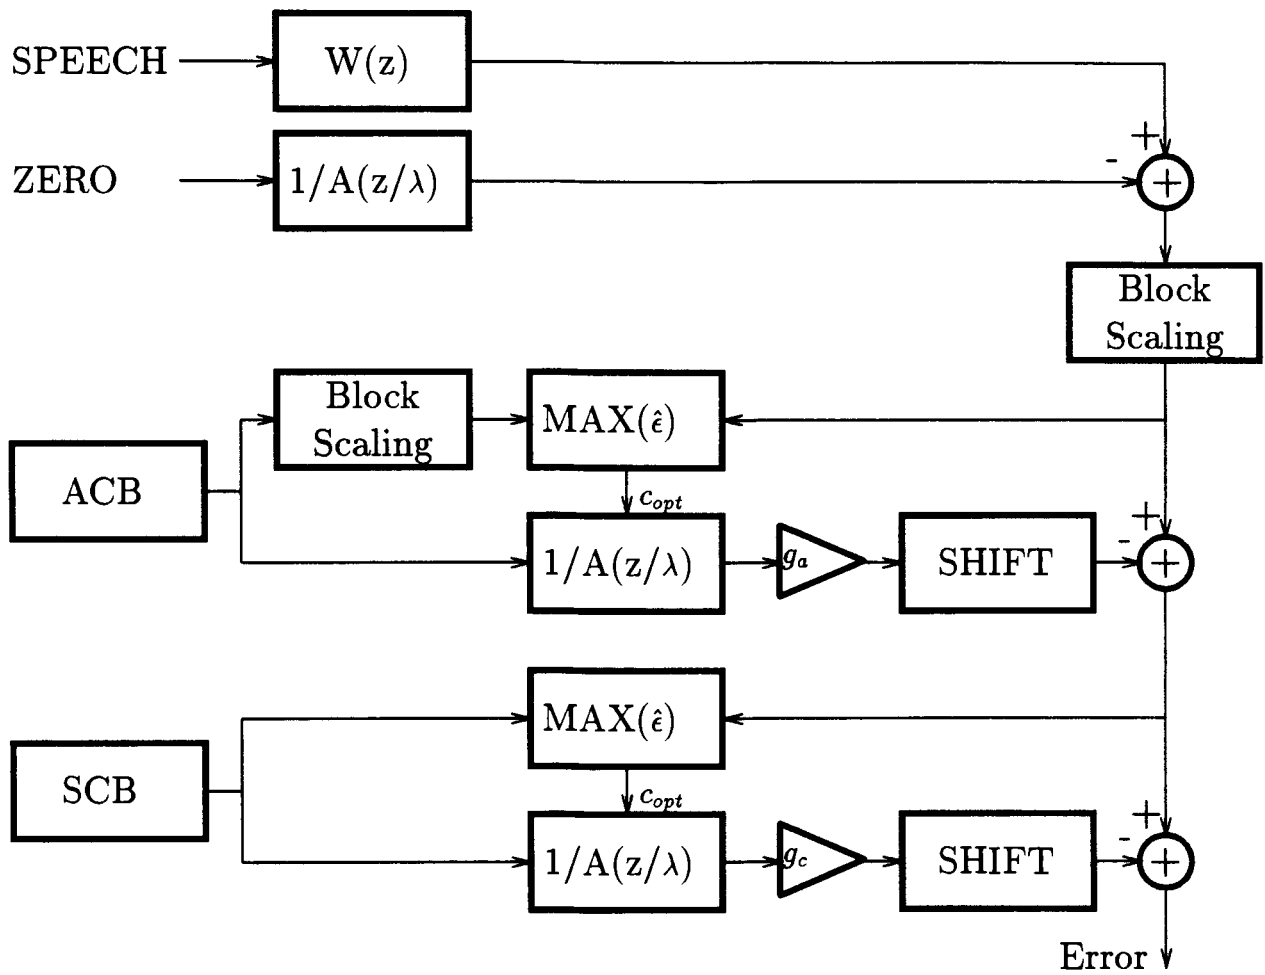 SPEECH
W(z)
+
ZERO
1/A(z/λ)
-
+
Block
Scaling
Block
Scaling
MAX(ε̂)
ACB
c_opt
+
1/A(z/λ)
g_a
SHIFT
-
+
MAX(ε̂)
SCB
c_opt
+
1/A(z/λ)
g_c
SHIFT
-
+
Error